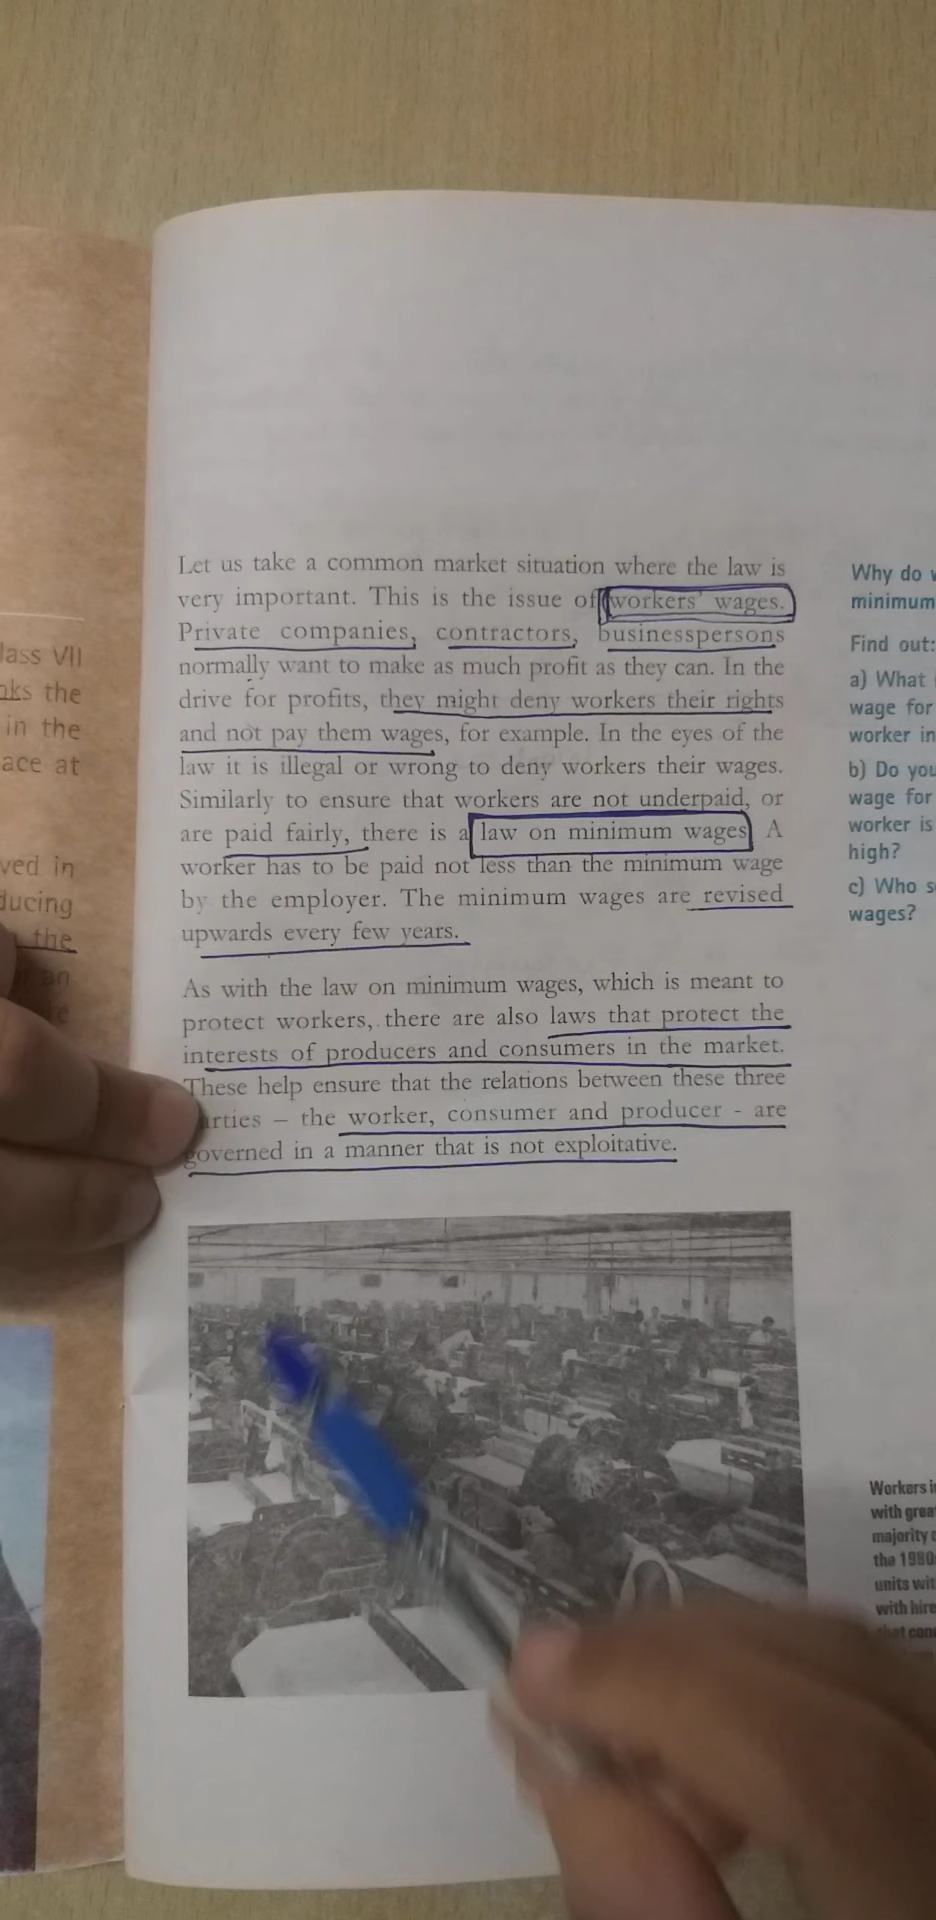 lass VII
aks the
in the
ace at
ved in
ducing
the
an
re
Let us take a common market situation where the law is
very important. This is the issue of workers' wages.
Private companies, contractors, businesspersons
normally want to make as much profit as they can. In the
drive for profits, they might deny workers their rights
and not pay them wages, for example. In the eyes of the
law it is illegal or wrong to deny workers their wages.
Similarly to ensure that workers are not underpaid, or
are paid fairly, there is a law on minimum wages. A
worker has to be paid not less than the minimum wage
by the employer. The minimum wages are revised
upwards every few years.
As with the law on minimum wages, which is meant to
protect workers, there are also laws that protect the
interests of producers and consumers in the market.
These help ensure that the relations between these three
arties – the worker, consumer and producer - are
governed in a manner that is not exploitative.
Why do
minimum
Find out:
a) What
wage for
worker in
b) Do you
wage for
worker is
high?
c) Who s
wages?
Workers i
with grea
majority o
the 1980
units wit
with hire
that con